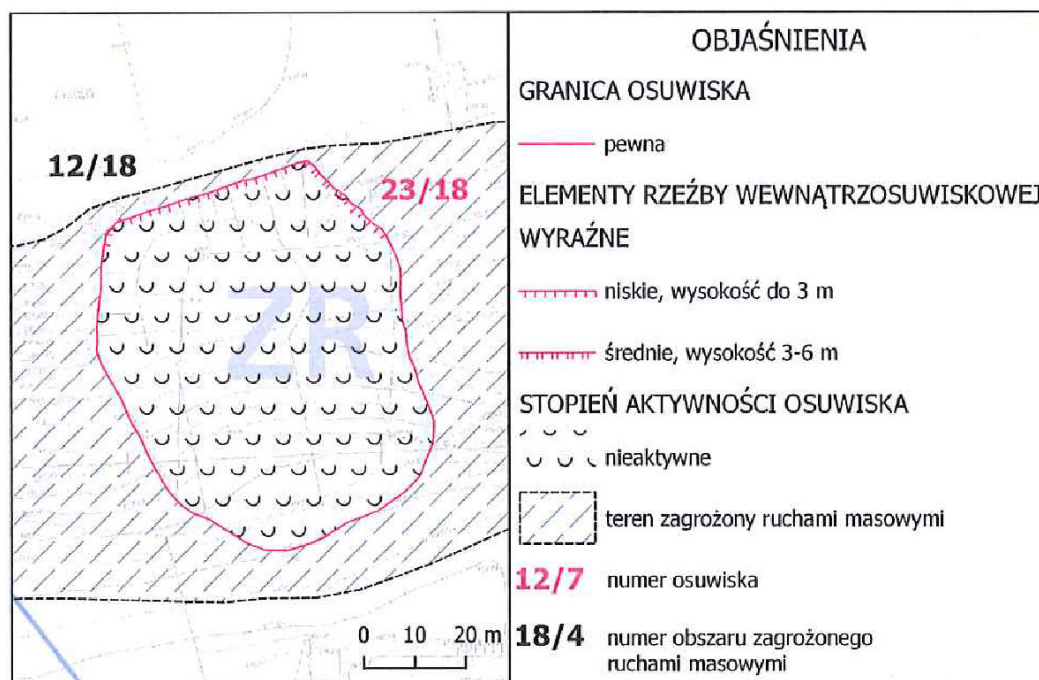 12/18
23/18
ZR
0 10 20 m
OBJAŚNIENIA
GRANICA OSUWISKA
pewna
ELEMENTY RZEŹBY WEWNĄTRZOSUWISKOWEJ
WYRAŹNE
niskie, wysokość do 3 m
średnie, wysokość 3-6 m
STOPIEŃ AKTYWNOŚCI OSUWISKA
nieaktywne
teren zagrożony ruchami masowymi
12/7 numer osuwiska
18/4 numer obszaru zagrożonego
ruchami masowymi